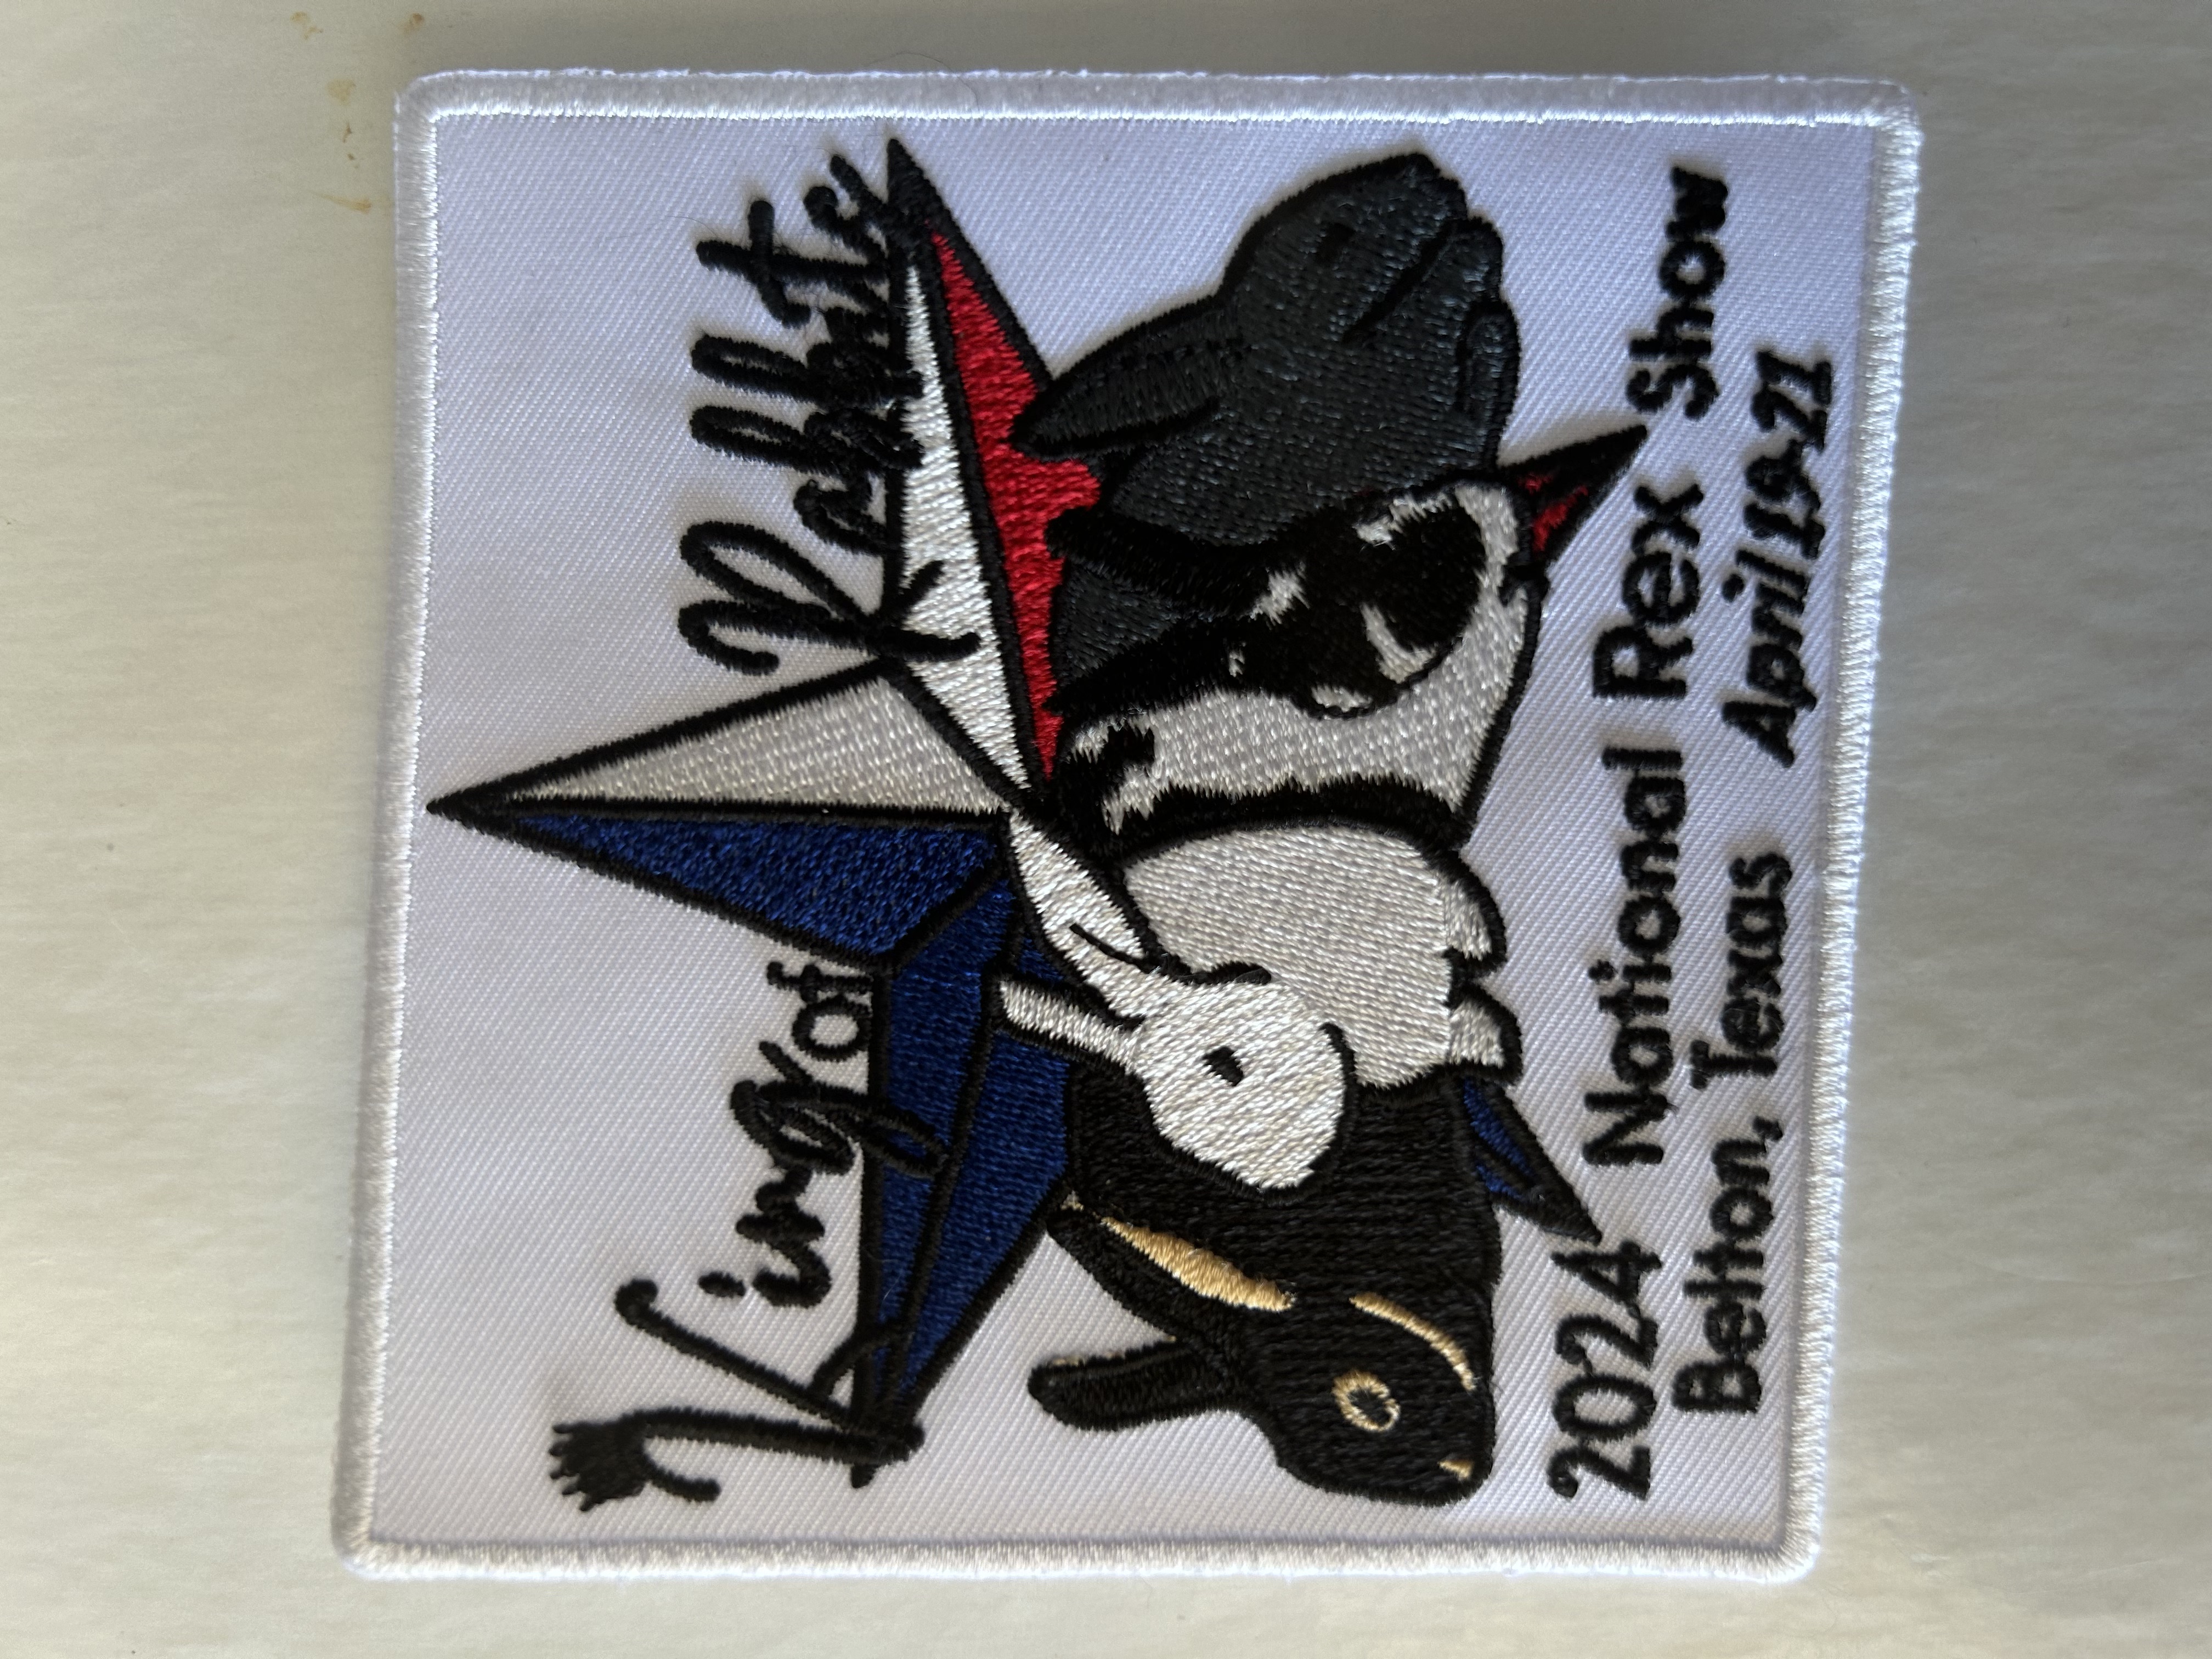 King of Rabbits
2024 National Rex Show
Belton, Texas April 19-21